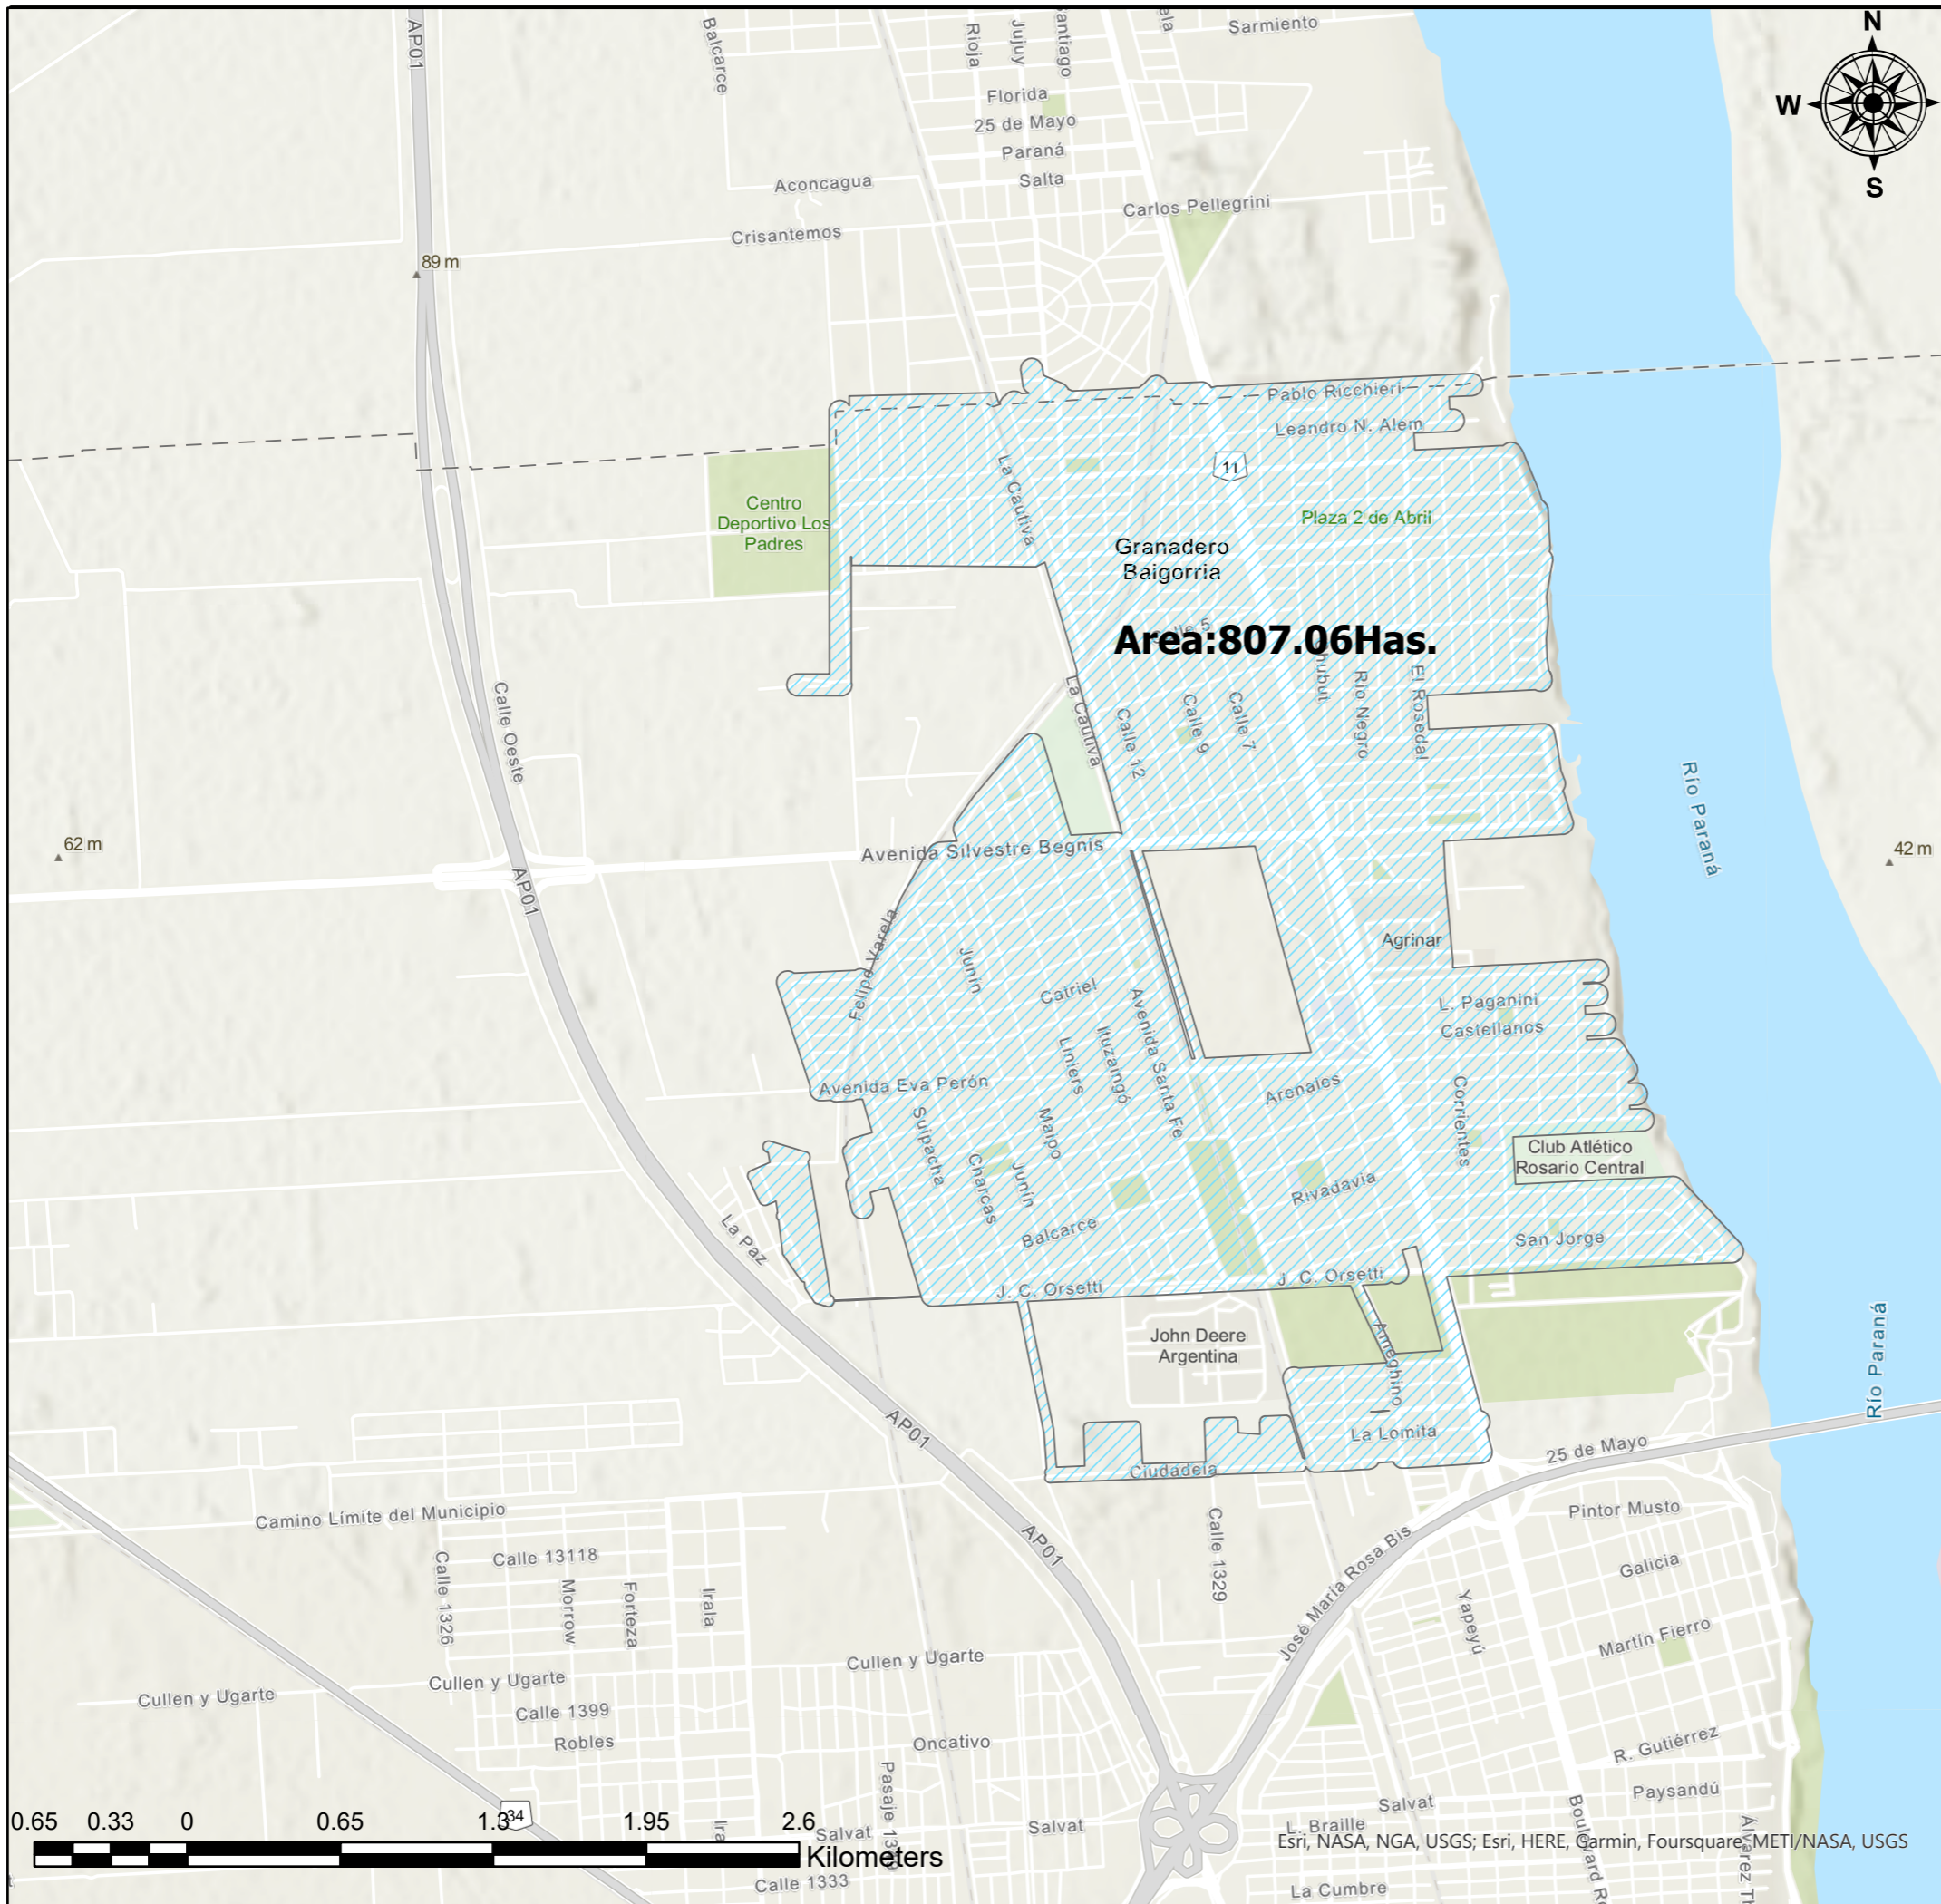 N
W
S
AP01
Balcarce
Rioja
Jujuy
Santiago
Sarmiento
Florida
25 de Mayo
Paraná
Salta
Aconcagua
Crisantemos
Carlos Pellegrini
89 m
Pablo Ricchieri
Leandro N. Alem
La Cautiva
11
Centro
Deportivo Los
Padres
Plaza 2 de Abril
Granadero
Baigorria
Area:807.06Has.
Chubut
Río Negro
El Rosedal
Calle Oeste
La Cautiva
Calle 12
Calle 9
Calle 7
Río Paraná
62 m
42 m
Avenida Silvestre Begnis
AP01
Felipe Varela
Junín
Catriel
Agrinar
L. Paganini
Castellanos
Liniers
Ituzaingó
Avenida Santa Fe
Avenida Eva Perón
Arenales
Corrientes
Suipacha
Maipo
Charcas
Junín
Club Atlético
Rosario Central
Rivadavia
La Paz
Balcarce
San Jorge
J. C. Orsetti
J. C. Orsetti
John Deere
Argentina
Ameghino
Río Paraná
AP01
La Lomita
25 de Mayo
Ciudadela
Camino Límite del Municipio
Pintor Musto
AP01
Calle 1329
José María Rosa Bis
Calle 13118
Galicia
Calle 1326
Morrow
Forteza
Irala
Yapeyú
Martín Fierro
Cullen y Ugarte
Cullen y Ugarte
Cullen y Ugarte
Calle 1399
Robles
Oncativo
R. Gutiérrez
Paysandú
0.65 0.33 0 0.65 1.3 1.95 2.6
34
Salvat
Salvat
Salvat
L. Braille
Kilometers
Esri, NASA, NGA, USGS; Esri, HERE, Garmin, Foursquare, METI/NASA, USGS
Calle 1333
La Cumbre